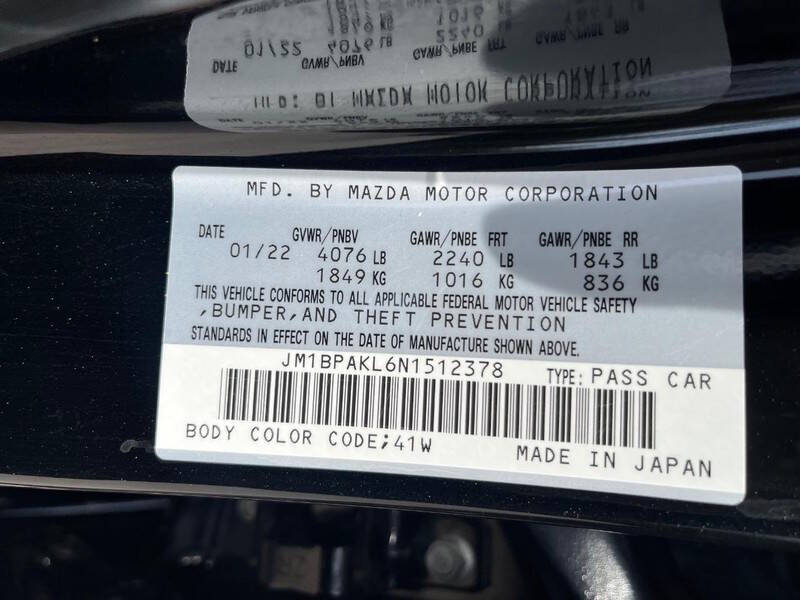 MFD. BY MAZDA MOTOR CORPORATION
DATE GVWR/PNBV GAWR/PNBE FRT GAWR/PNBE RR
01/22 4076 LB 2240 LB 1843 LB
1849 KG 1016 KG 836 KG
THIS VEHICLE CONFORMS TO ALL APPLICABLE FEDERAL MOTOR VEHICLE SAFETY
,BUMPER,AND THEFT PREVENTION
STANDARDS IN EFFECT ON THE DATE OF MANUFACTURE SHOWN ABOVE.
JM1BPAKL6N1512378 TYPE: PASS CAR
BODY COLOR CODE;41W
MADE IN JAPAN